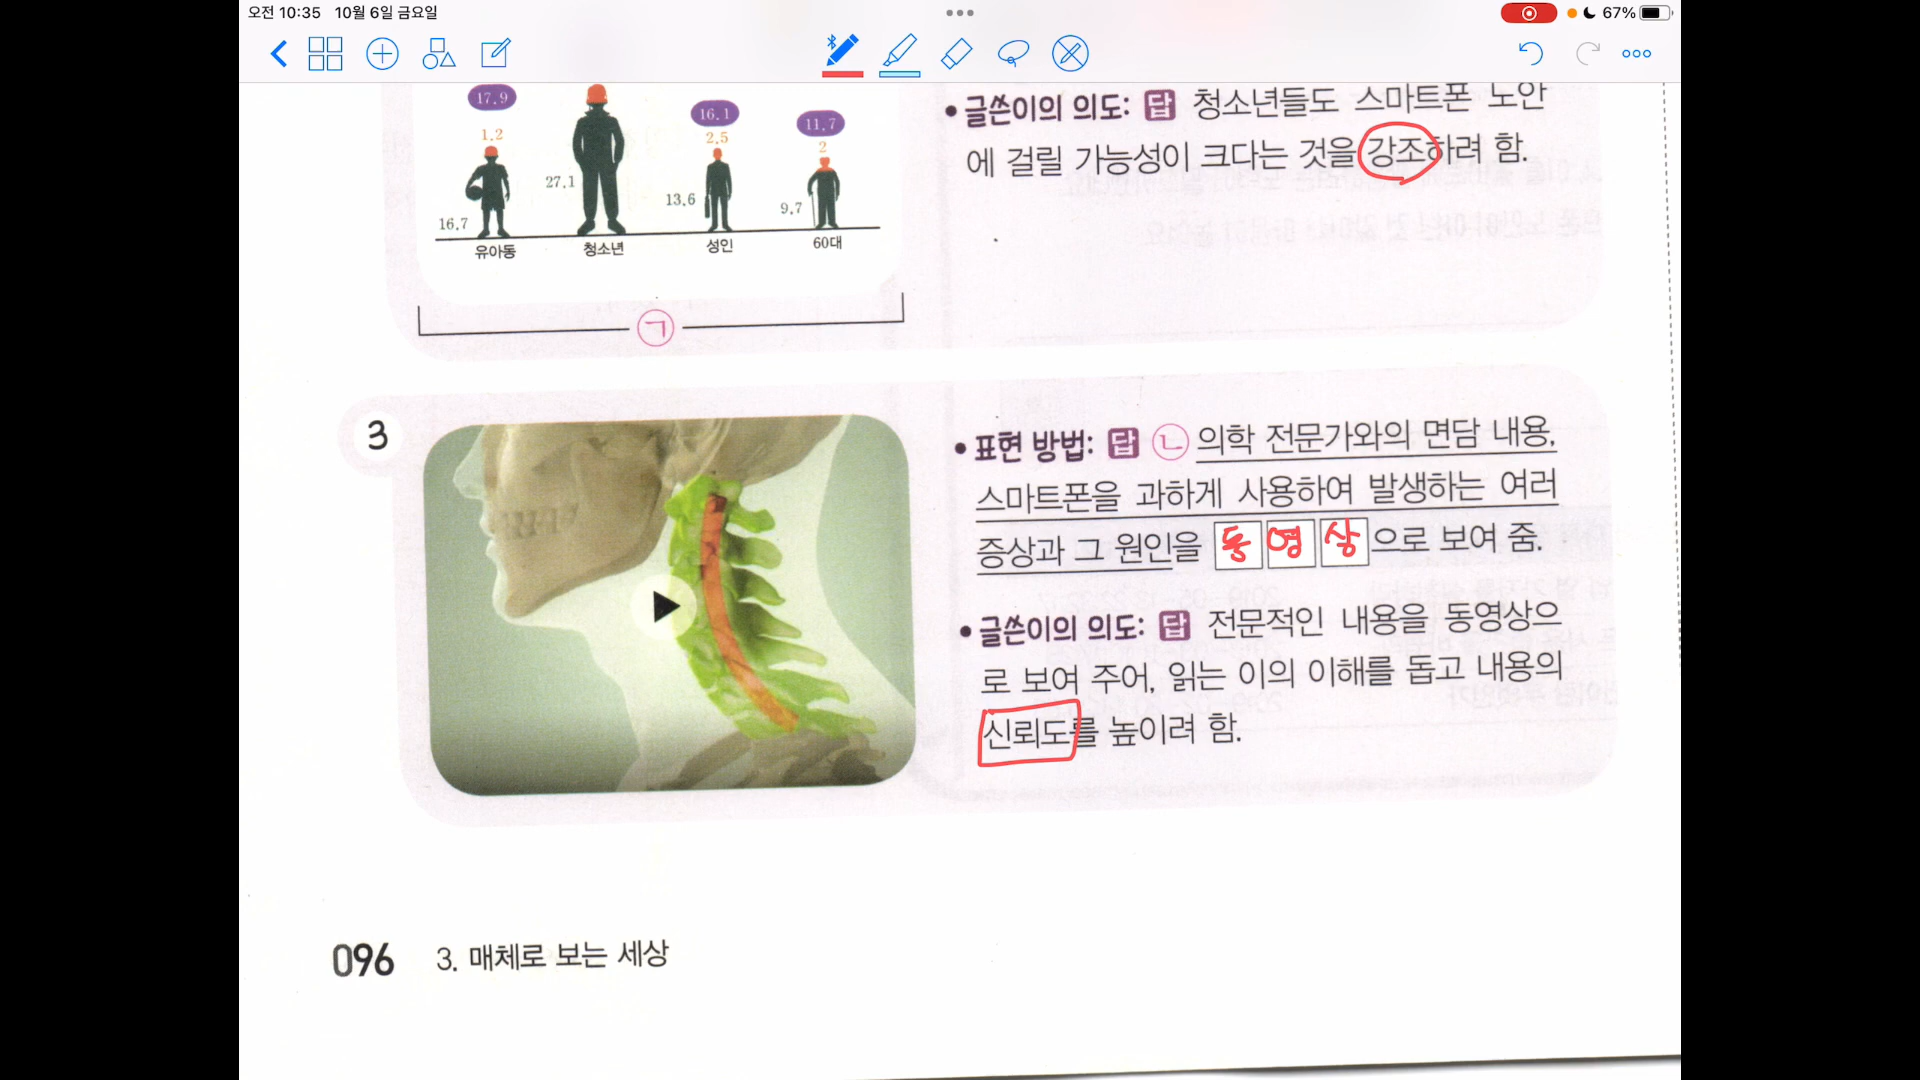 오전 10:35 10월 6일 금요일
67%
17.9
1.2
16.7
유아동
27.1
청소년
16.1
2.5
13.6
성인
11.7
2
9.7
60대
ㄱ
• 글쓴이의 의도: 답 청소년들도 스마트폰 노안
에 걸릴 가능성이 크다는 것을 강조하려 함.
3
• 표현 방법: 답 ㄴ 의학 전문가와의 면담 내용,
스마트폰을 과하게 사용하여 발생하는 여러
증상과 그 원인을 동영상으로 보여 줌.
• 글쓴이의 의도: 답 전문적인 내용을 동영상으
로 보여 주어, 읽는 이의 이해를 돕고 내용의
신뢰도를 높이려 함.
096 3. 매체로 보는 세상